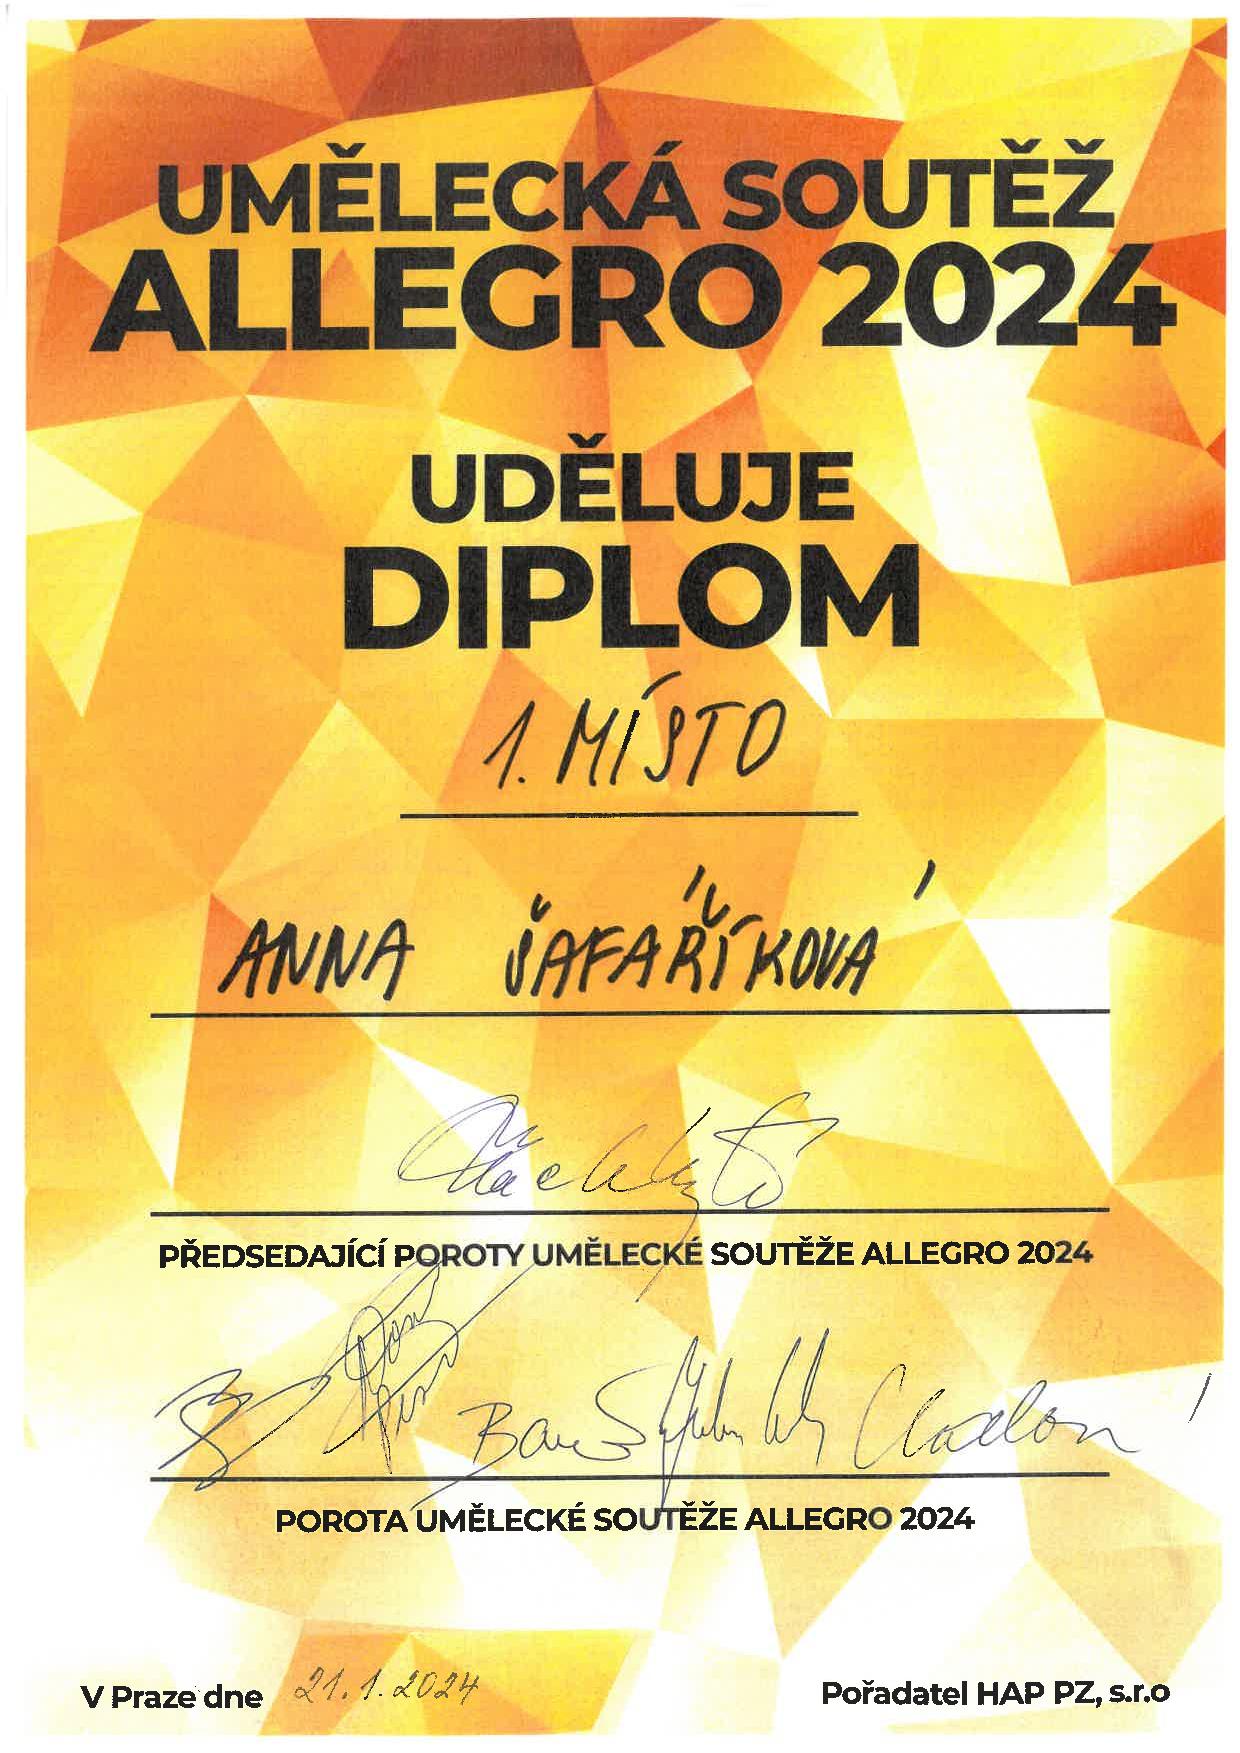 UMĚLECKÁ SOUTĚŽ
ALLEGRO 2024
UDĚLUJE
DIPLOM
1. MÍSTO
ANNA ŠAFAŘÍKOVÁ
PŘEDSEDAJÍCÍ POROTY UMĚLECKÉ SOUTĚŽE ALLEGRO 2024
POROTA UMĚLECKÉ SOUTĚŽE ALLEGRO 2024
V Praze dne 21.1.2024
Pořadatel HAP PZ, s.r.o